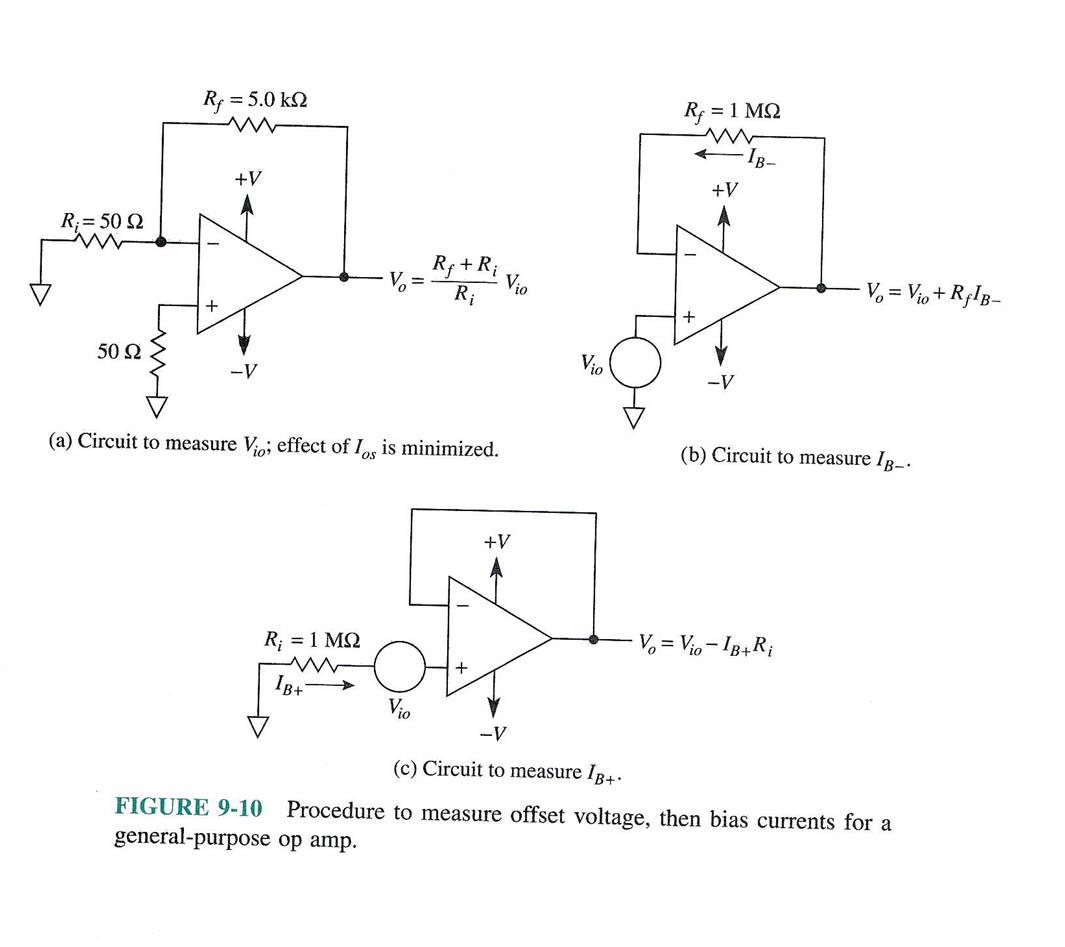 R_f = 5.0 kΩ
+V
R_i = 50 Ω
−
+
50 Ω
−V
V_o = (R_f + R_i) / R_i V_io
(a) Circuit to measure V_io; effect of I_os is minimized.
R_f = 1 MΩ
I_B−
+V
−
+
V_io
−V
V_o = V_io + R_f I_B−
(b) Circuit to measure I_B−.
+V
−
R_i = 1 MΩ
+
I_B+
V_io
−V
V_o = V_io − I_B+ R_i
(c) Circuit to measure I_B+.
FIGURE 9-10 Procedure to measure offset voltage, then bias currents for a
general-purpose op amp.